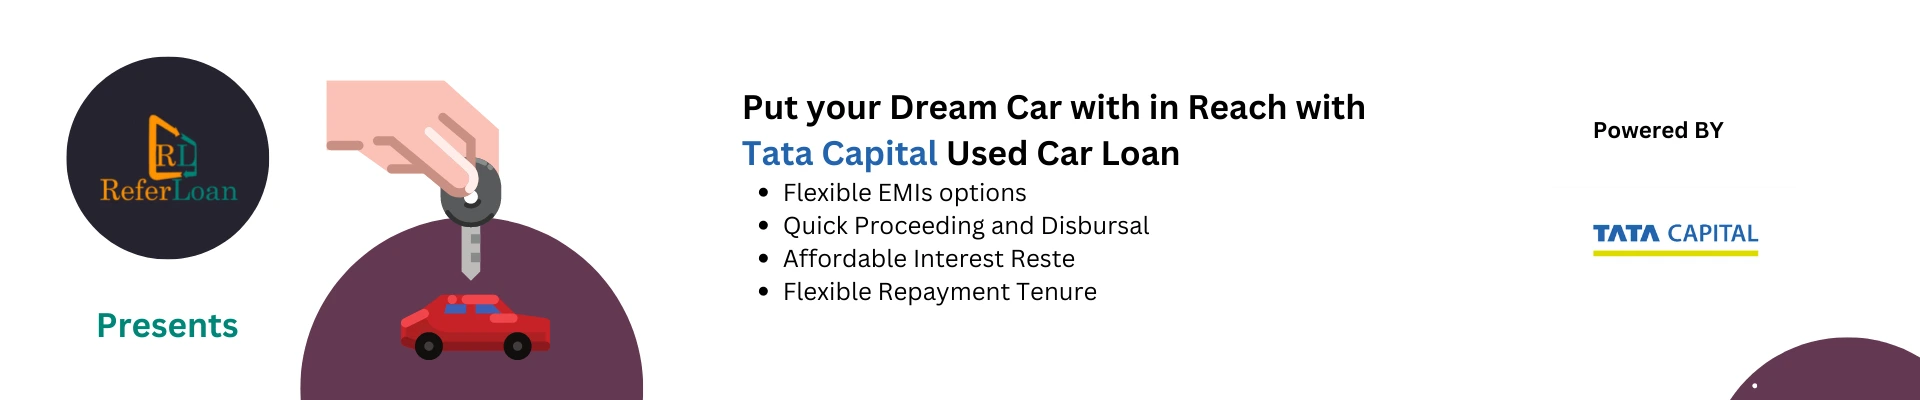 RL
ReferLoan
Presents
Put your Dream Car with in Reach with
Tata Capital Used Car Loan
• Flexible EMIs options
• Quick Proceeding and Disbursal
• Affordable Interest Reste
• Flexible Repayment Tenure
Powered BY
TATA CAPITAL